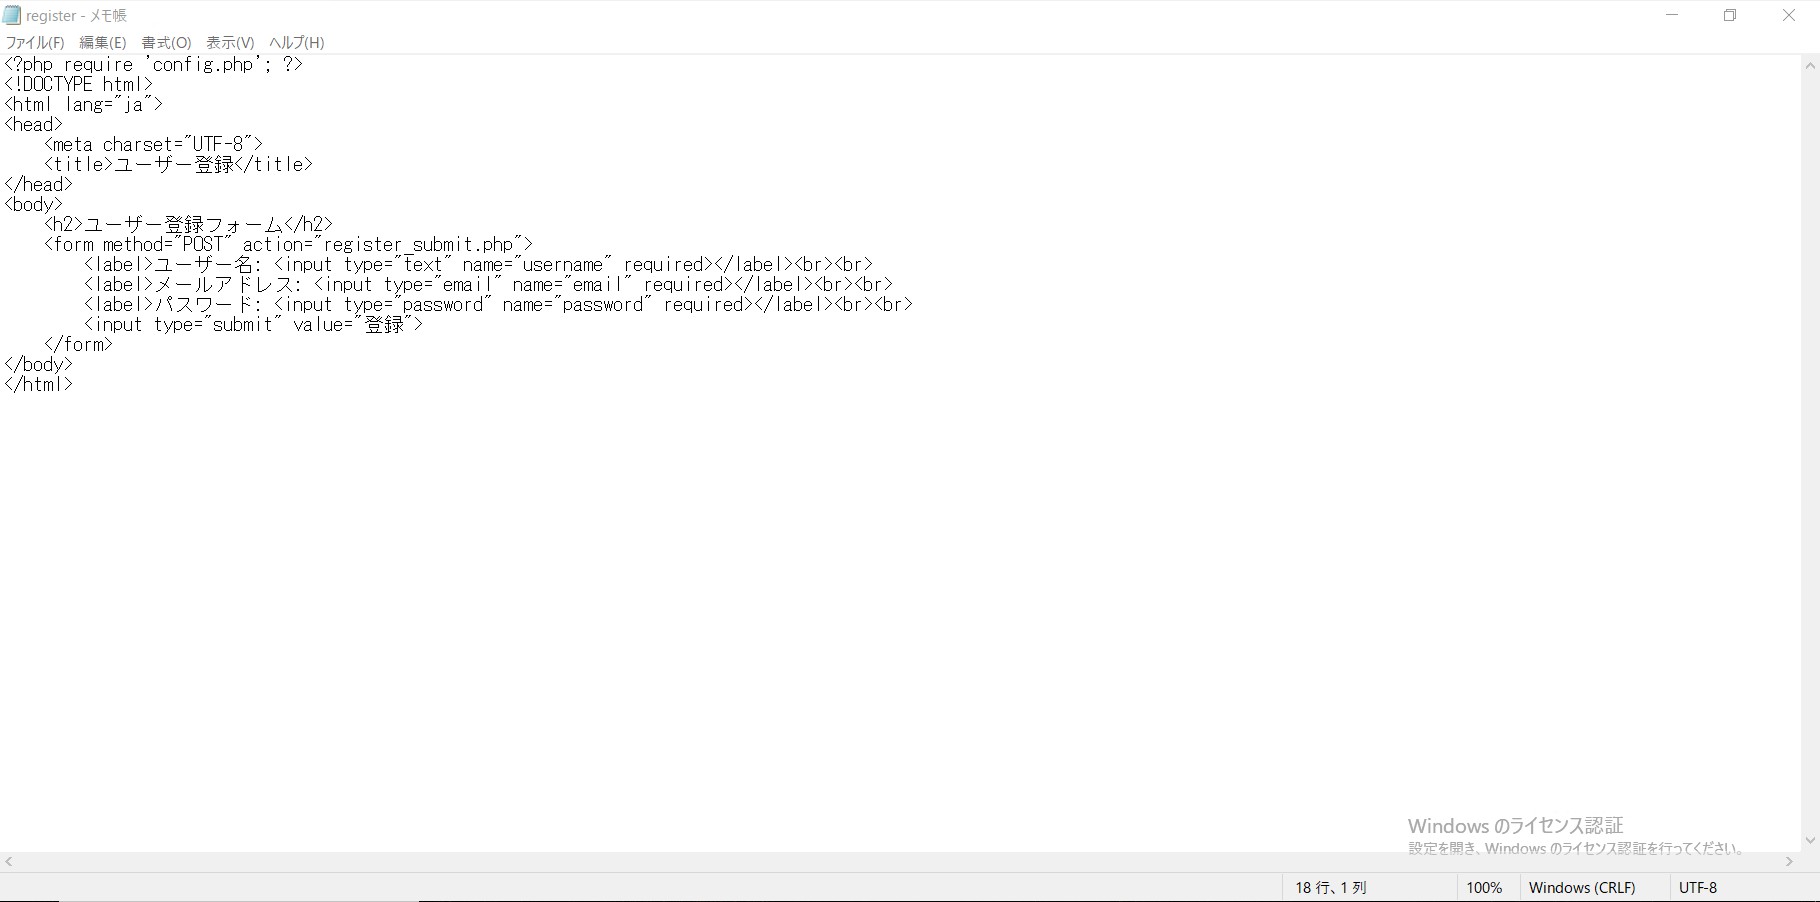 register - メモ帳
ファイル(F) 編集(E) 書式(O) 表示(V) ヘルプ(H)
<?php require 'config.php'; ?>
<!DOCTYPE html>
<html lang="ja">
<head>
    <meta charset="UTF-8">
    <title>ユーザー登録</title>
</head>
<body>
    <h2>ユーザー登録フォーム</h2>
    <form method="POST" action="register_submit.php">
        <label>ユーザー名: <input type="text" name="username" required></label><br><br>
        <label>メールアドレス: <input type="email" name="email" required></label><br><br>
        <label>パスワード: <input type="password" name="password" required></label><br><br>
        <input type="submit" value="登録">
    </form>
</body>
</html>
Windows のライセンス認証
設定を開き、Windows のライセンス認証を行ってください。
18 行、1 列 100% Windows (CRLF) UTF-8